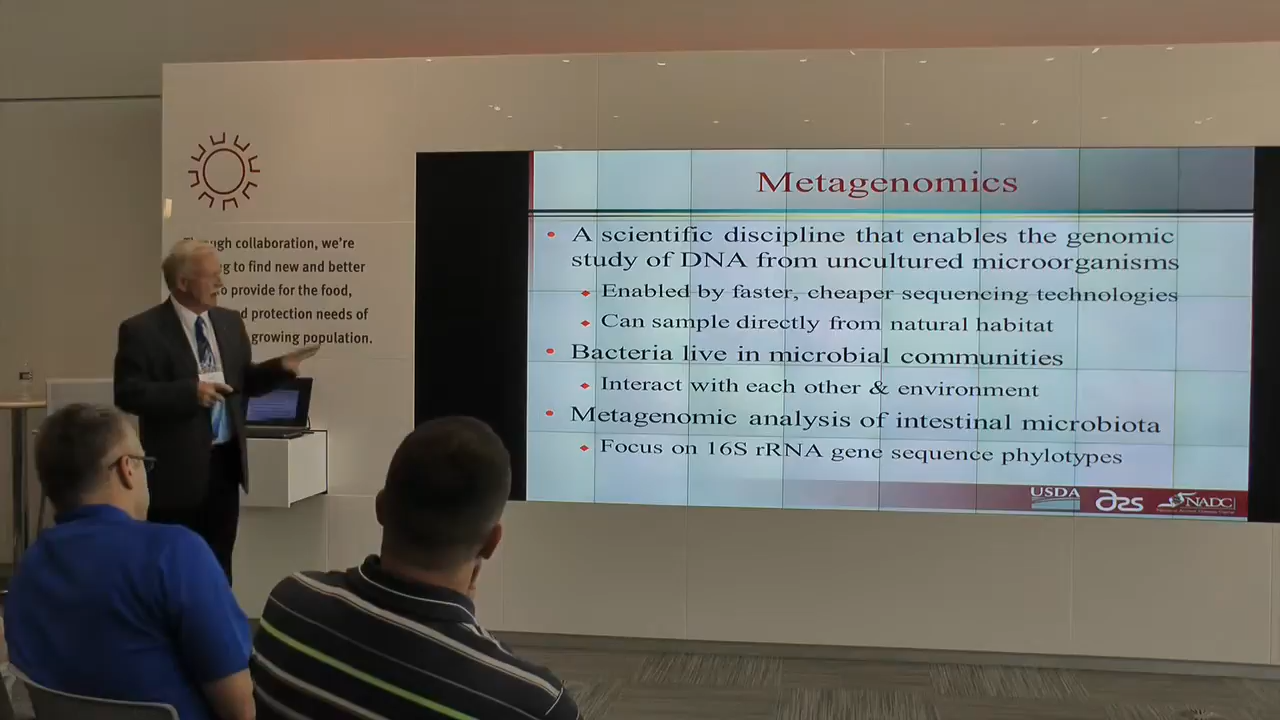 Through collaboration, we're
g to find new and better
o provide for the food,
d protection needs of
growing population.
Metagenomics
• A scientific discipline that enables the genomic
study of DNA from uncultured microorganisms
Enabled by faster, cheaper sequencing technologies
Can sample directly from natural habitat
• Bacteria live in microbial communities
Interact with each other & environment
• Metagenomic analysis of intestinal microbiota
Focus on 16S rRNA gene sequence phylotypes
USDA ars NADC